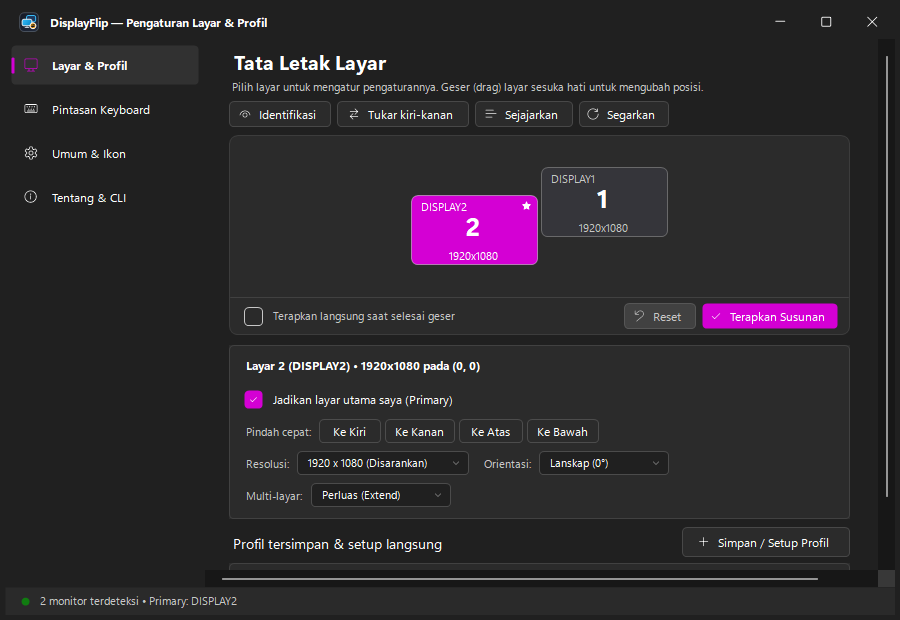 DisplayFlip — Pengaturan Layar & Profil
Layar & Profil
Pintasan Keyboard
Umum & Ikon
Tentang & CLI
Tata Letak Layar
Pilih layar untuk mengatur pengaturannya. Geser (drag) layar sesuka hati untuk mengubah posisi.
Identifikasi
Tukar kiri-kanan
Sejajarkan
Segarkan
DISPLAY2
2
1920x1080
DISPLAY1
1
1920x1080
Terapkan langsung saat selesai geser
Reset
Terapkan Susunan
Layar 2 (DISPLAY2) • 1920x1080 pada (0, 0)
Jadikan layar utama saya (Primary)
Pindah cepat:
Ke Kiri
Ke Kanan
Ke Atas
Ke Bawah
Resolusi:
1920 x 1080 (Disarankan)
Orientasi:
Lanskap (0°)
Multi-layar:
Perluas (Extend)
Profil tersimpan & setup langsung
Simpan / Setup Profil
2 monitor terdeteksi • Primary: DISPLAY2